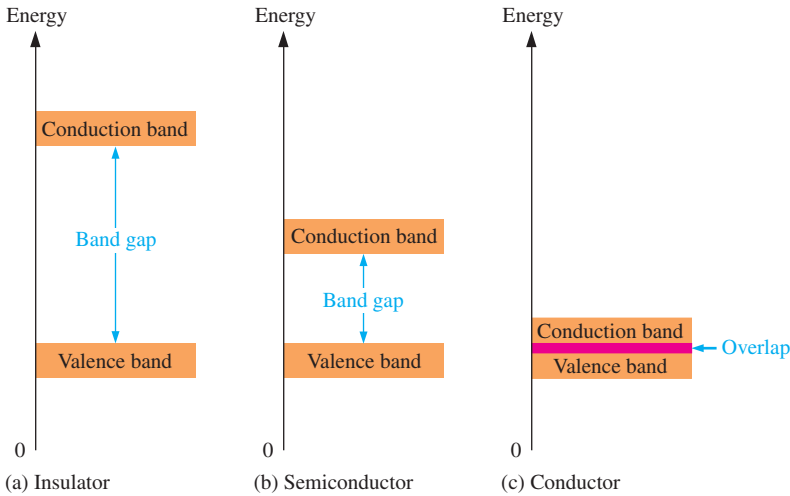 Energy
Conduction band
Band gap
Valence band
0
(a) Insulator
Energy
Conduction band
Band gap
Valence band
0
(b) Semiconductor
Energy
Conduction band
Overlap
Valence band
0
(c) Conductor